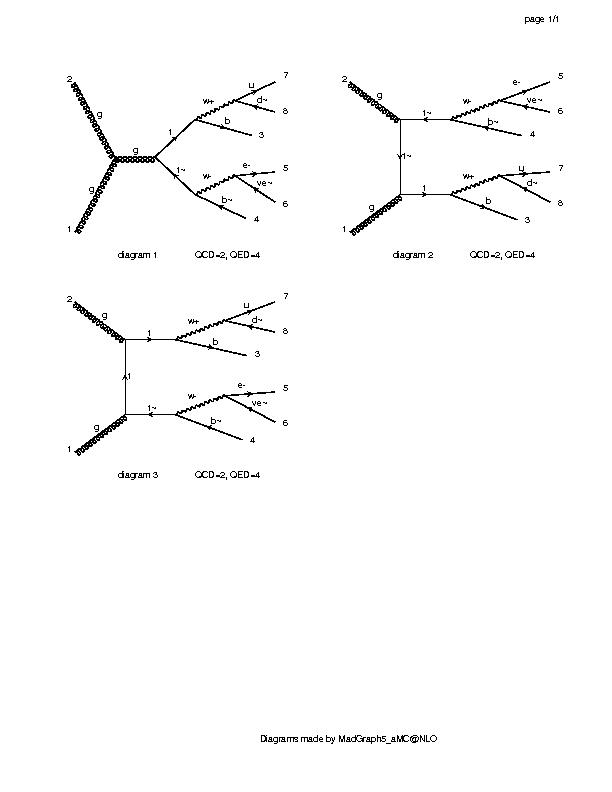 page 1/1
2
g
g
g
1
t
t~
w+
u
7
d~
8
b
3
w-
e-
5
ve~
6
b~
4
diagram 1 QCD=2, QED=4
2
g
t~
w-
e-
5
ve~
6
b~
4
t~
g
1
t
w+
u
7
d~
8
b
3
diagram 2 QCD=2, QED=4
2
g
t
w+
u
7
d~
8
b
3
t
g
1
t~
w-
e-
5
ve~
6
b~
4
diagram 3 QCD=2, QED=4
Diagrams made by MadGraph5_aMC@NLO